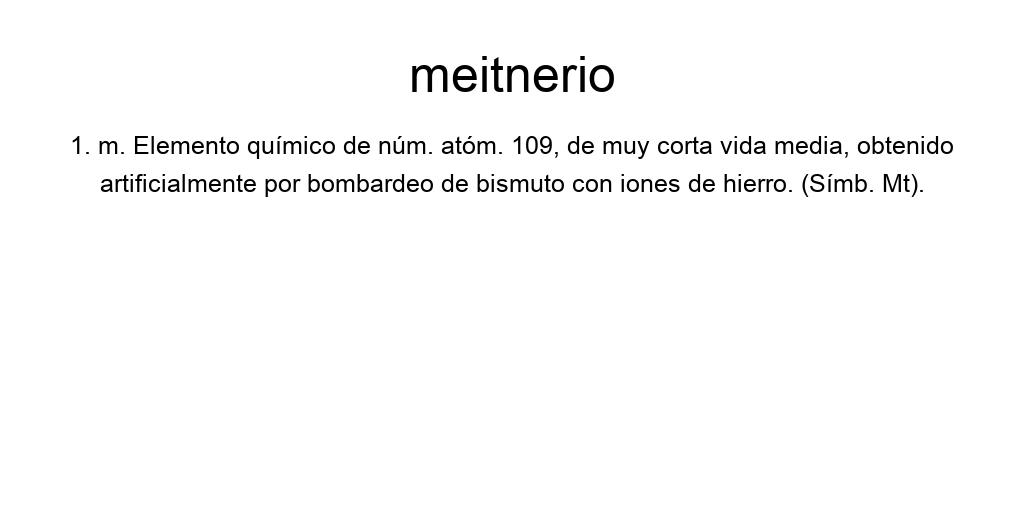 meitnerio
1. m. Elemento químico de núm. atóm. 109, de muy corta vida media, obtenido
artificialmente por bombardeo de bismuto con iones de hierro. (Símb. Mt).